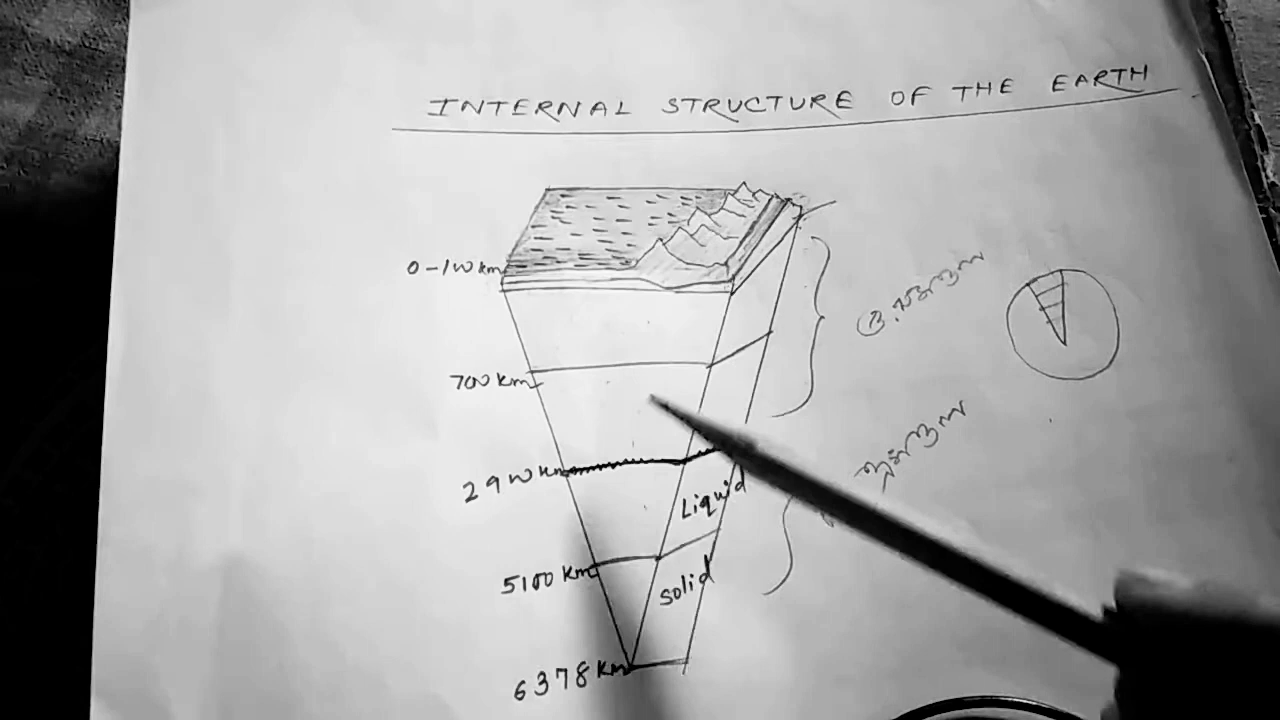 INTERNAL STRUCTURE OF THE EARTH
0-100 km
700 km
2900 km
Liquid
5100 km
solid
6378 km